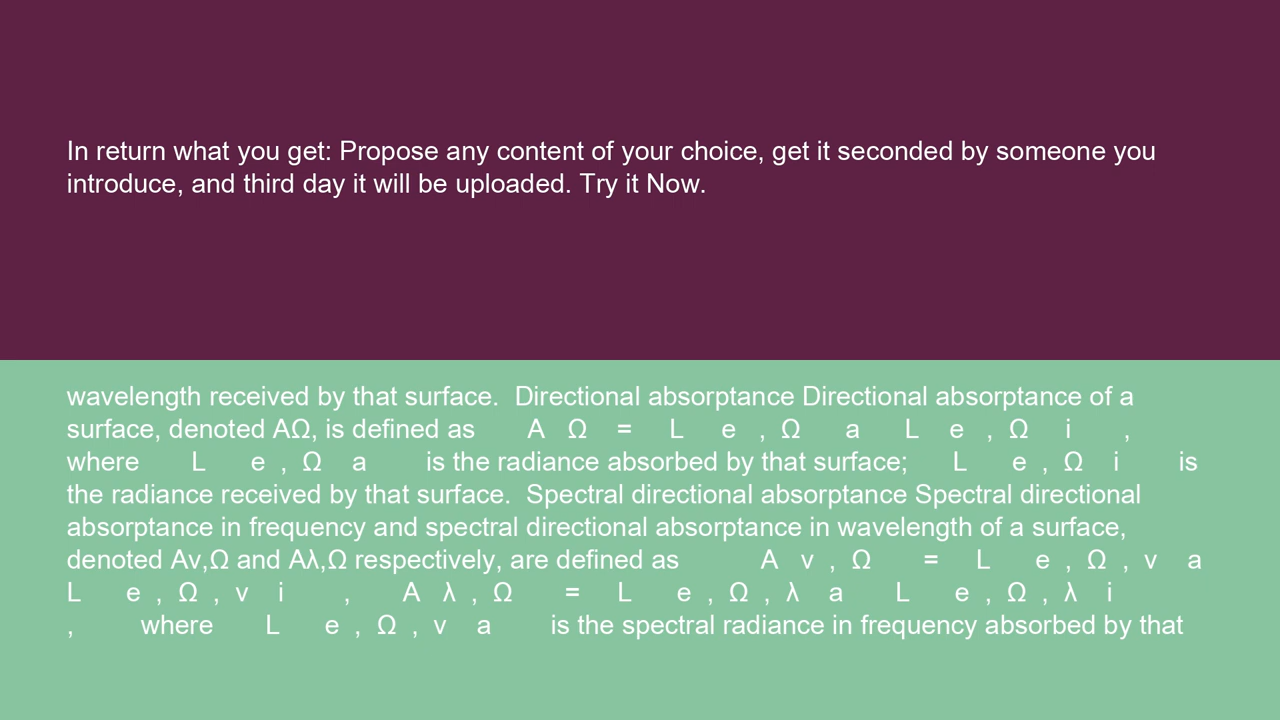 In return what you get: Propose any content of your choice, get it seconded by someone you
introduce, and third day it will be uploaded. Try it Now.
wavelength received by that surface.  Directional absorptance Directional absorptance of a
surface, denoted AΩ, is defined as A Ω = L e , Ω a L e , Ω i ,
where L e , Ω a is the radiance absorbed by that surface; L e , Ω i is
the radiance received by that surface.  Spectral directional absorptance Spectral directional
absorptance in frequency and spectral directional absorptance in wavelength of a surface,
denoted Aν,Ω and Aλ,Ω respectively, are defined as A ν , Ω = L e , Ω , ν a
L e , Ω , ν i , A λ , Ω = L e , Ω , λ a L e , Ω , λ i
, where L e , Ω , ν a is the spectral radiance in frequency absorbed by that